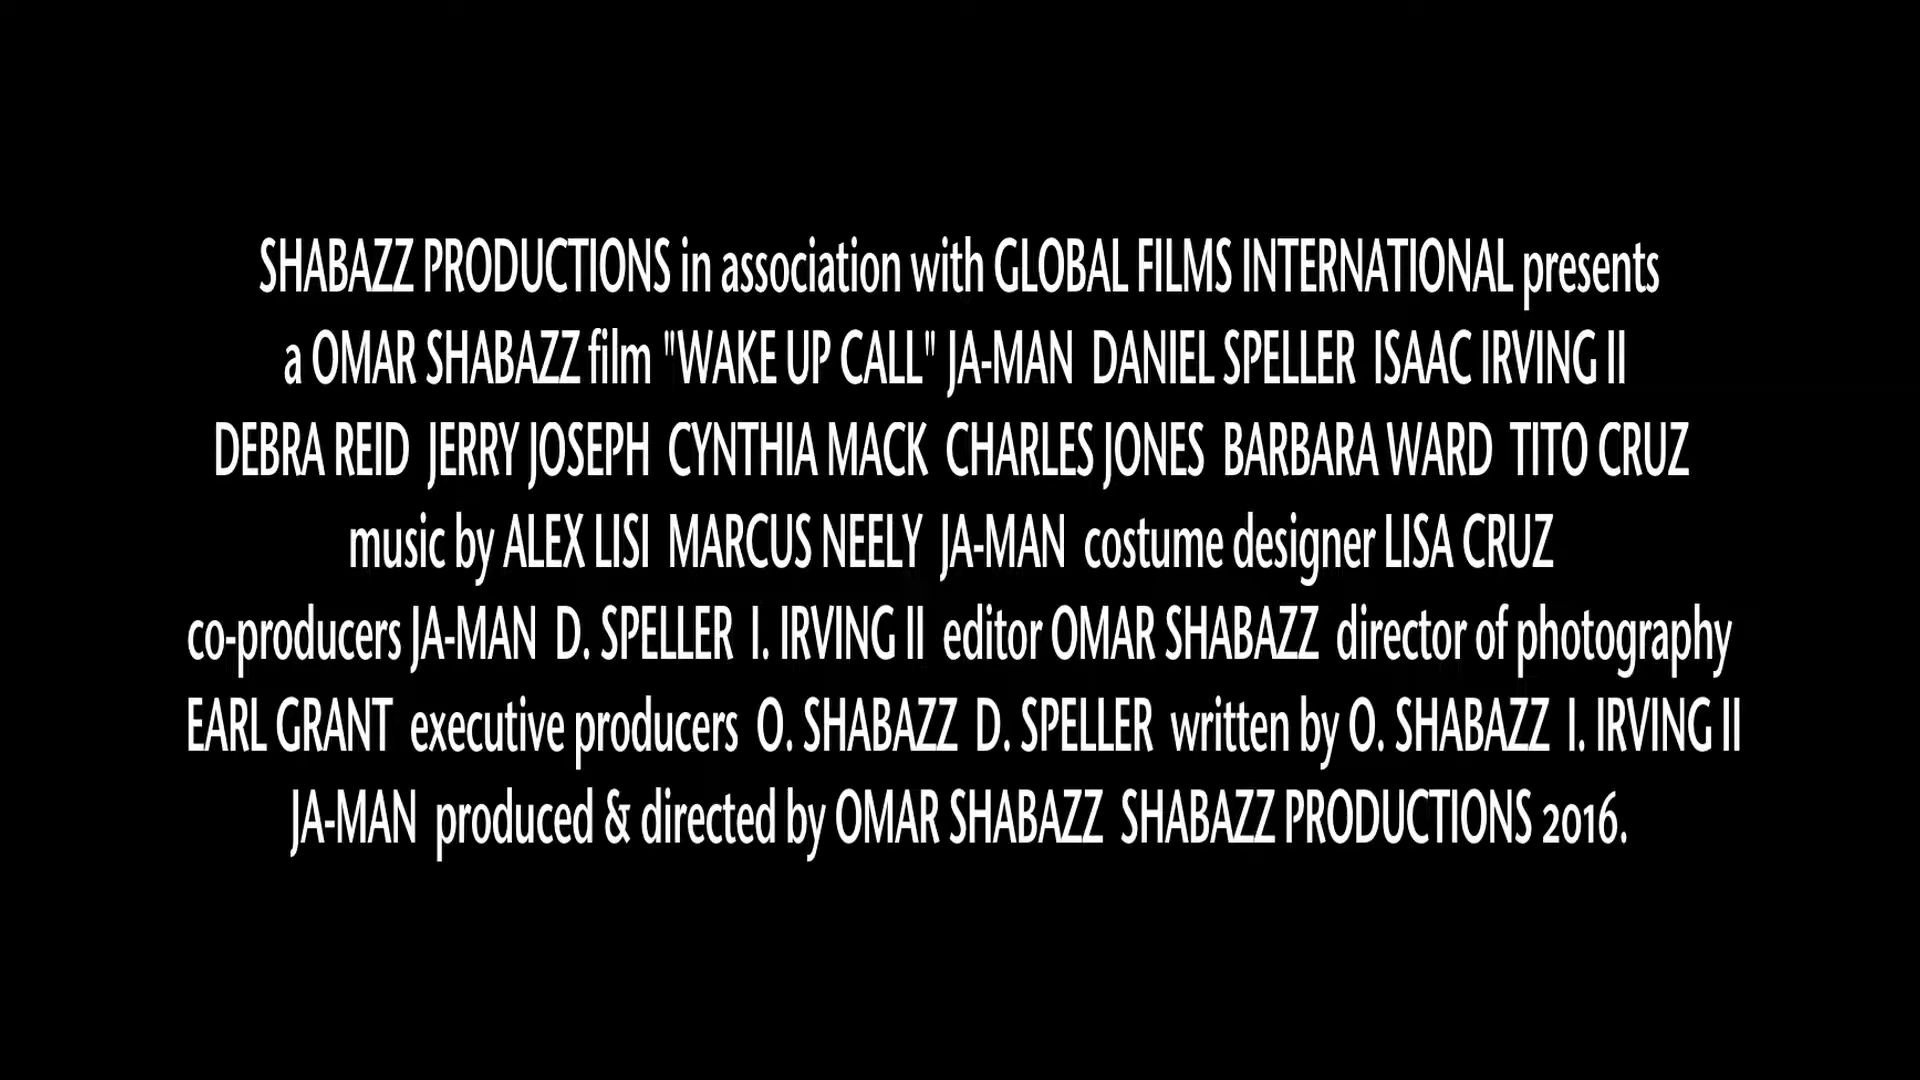 SHABAZZ PRODUCTIONS in association with GLOBAL FILMS INTERNATIONAL presents
a OMAR SHABAZZ film "WAKE UP CALL" JA-MAN DANIEL SPELLER ISAAC IRVING II
DEBRA REID JERRY JOSEPH CYNTHIA MACK CHARLES JONES BARBARA WARD TITO CRUZ
music by ALEX LISI MARCUS NEELY JA-MAN costume designer LISA CRUZ
co-producers JA-MAN D. SPELLER I. IRVING II editor OMAR SHABAZZ director of photography
EARL GRANT executive producers O. SHABAZZ D. SPELLER written by O. SHABAZZ I. IRVING II
JA-MAN produced & directed by OMAR SHABAZZ SHABAZZ PRODUCTIONS 2016.